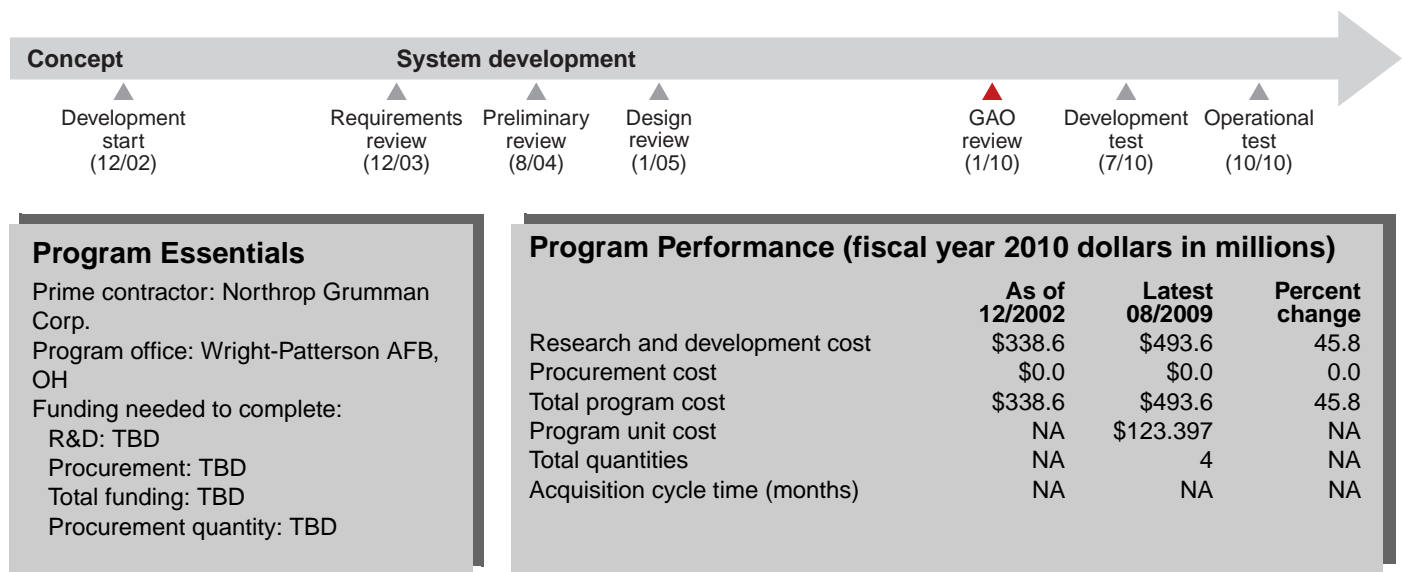 Concept System development
Development start (12/02)
Requirements review (12/03)
Preliminary review (8/04)
Design review (1/05)
GAO review (1/10)
Development test (7/10)
Operational test (10/10)
Program Essentials
Prime contractor: Northrop Grumman
Corp.
Program office: Wright-Patterson AFB,
OH
Funding needed to complete:
R&D: TBD
Procurement: TBD
Total funding: TBD
Procurement quantity: TBD
Program Performance (fiscal year 2010 dollars in millions)
As of 12/2002 Latest 08/2009 Percent change
Research and development cost $338.6 $493.6 45.8
Procurement cost $0.0 $0.0 0.0
Total program cost $338.6 $493.6 45.8
Program unit cost NA $123.397 NA
Total quantities NA 4 NA
Acquisition cycle time (months) NA NA NA